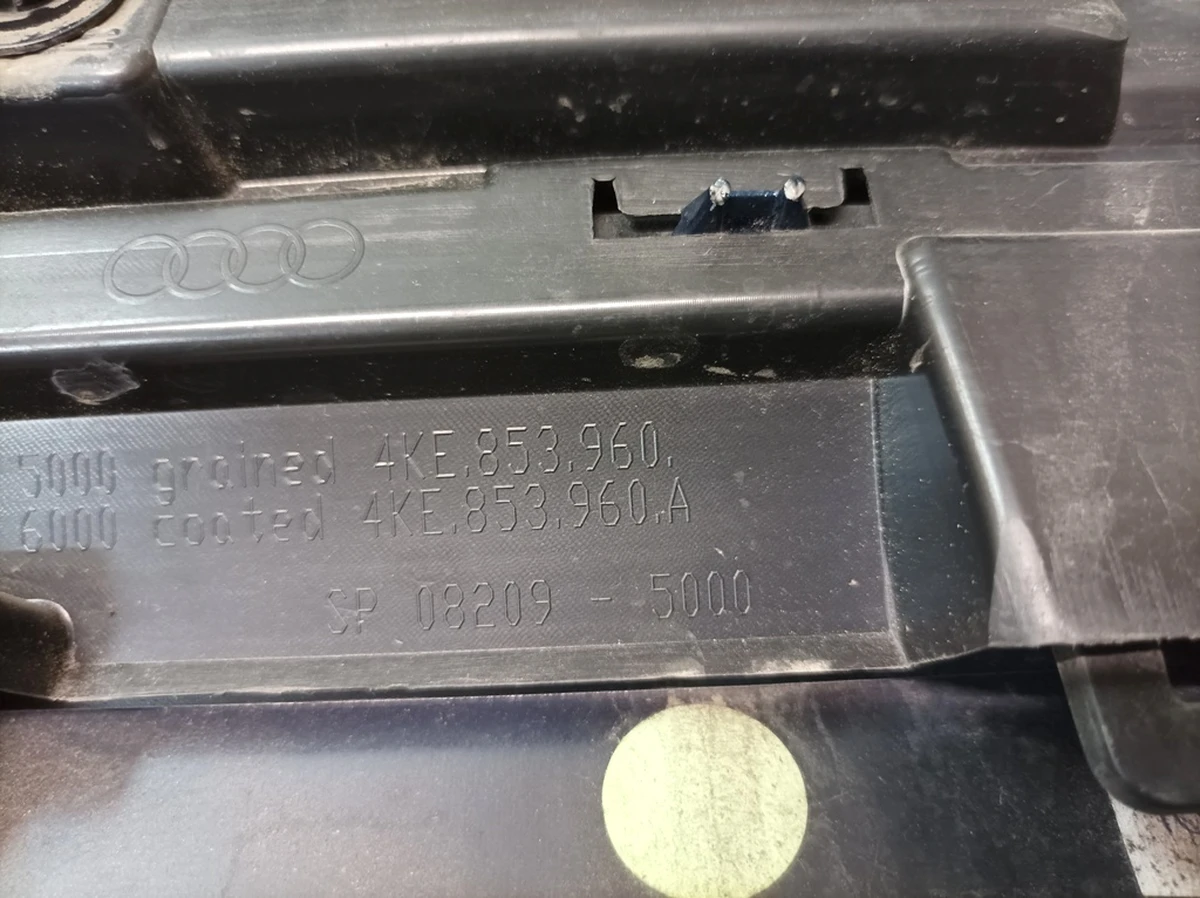 5000 grained 4KE.853.960.
6000 coated 4KE.853.960.A
SP 08209 - 5000